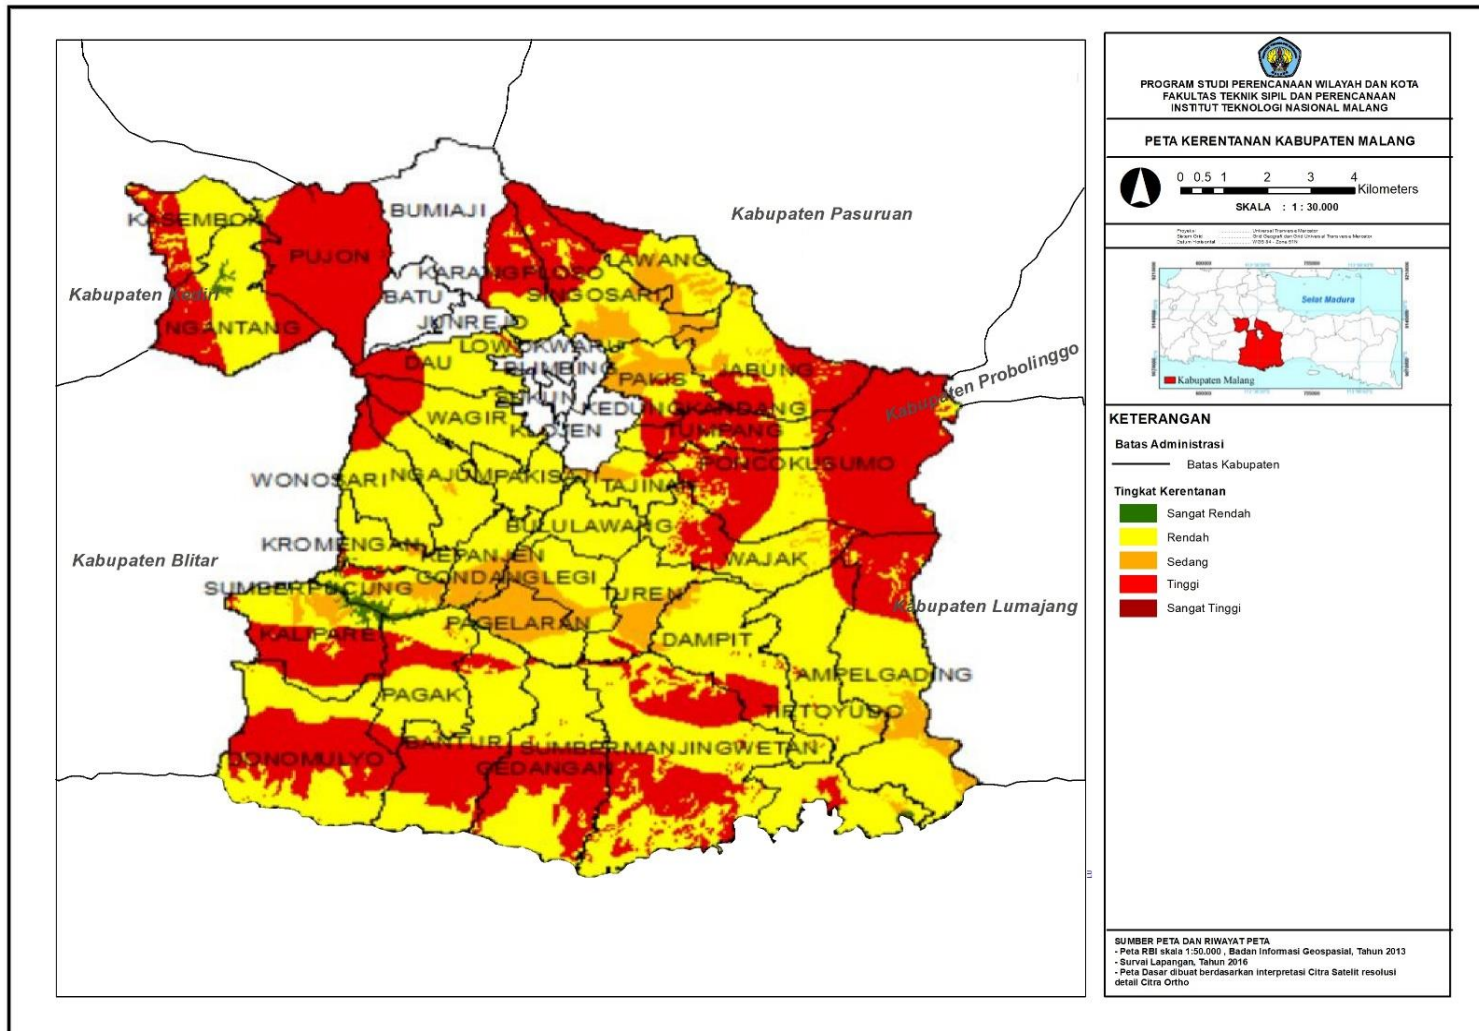 BUMIAJI
Kabupaten Pasuruan
KASEMBON
PUJON
LAWANG
KARANGPLOSO
Kabupaten Kediri
BATU
SINGOSARI
NGANTANG
JUNREJO
LOWOKWARU
DAU
BLIMBING
PAKIS
JABUNG
Kabupaten Probolinggo
SUKUN
KEDUNGKANDANG
WAGIR
KLOJEN
TUMPANG
PONCOKUSUMO
WONOSARI
NGAJUM
PAKISAJI
TAJINAN
BULULAWANG
KROMENGAN
KEPANJEN
WAJAK
Kabupaten Blitar
SUMBERPUCUNG
GONDANGLEGI
TUREN
Kabupaten Lumajang
KALIPARE
PAGELARAN
DAMPIT
AMPELGADING
PAGAK
TIRTOYUDO
BANTUR
SUMBERMANJINGWETAN
DONOMULYO
GEDANGAN
PROGRAM STUDI PERENCANAAN WILAYAH DAN KOTA
FAKULTAS TEKNIK SIPIL DAN PERENCANAAN
INSTITUT TEKNOLOGI NASIONAL MALANG
PETA KERENTANAN KABUPATEN MALANG
0 0.5 1 2 3 4
Kilometers
SKALA : 1 : 30.000
Selat Madura
Kabupaten Malang
KETERANGAN
Batas Administrasi
Batas Kabupaten
Tingkat Kerentanan
Sangat Rendah
Rendah
Sedang
Tinggi
Sangat Tinggi
SUMBER PETA DAN RIWAYAT PETA
- Peta RBI skala 1:50.000 , Badan Informasi Geospasial, Tahun 2013
- Survai Lapangan, Tahun 2016
- Peta Dasar dibuat berdasarkan interpretasi Citra Satelit resolusi
detail Citra Ortho